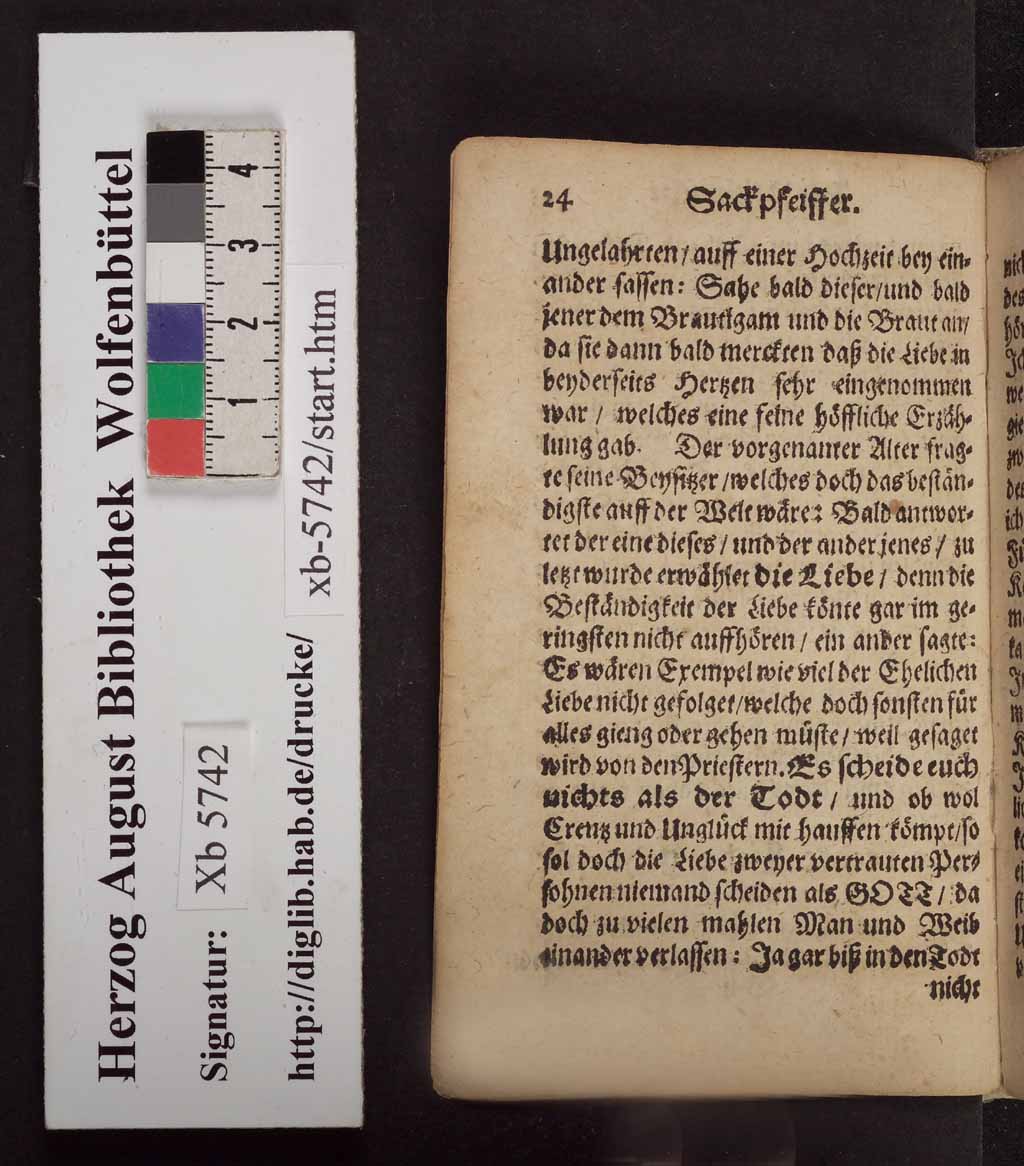 Herzog August Bibliothek Wolfenbüttel
Signatur: Xb 5742
http://diglib.hab.de/drucke/ xb-5742/start.htm
1 2 3 4
24 Sackpfeiffer.
Ungelahrten / auff einer Hochzeit bey ein-
ander sassen: Sahe bald dieser/und bald
jener dem Brautigam und die Braut an/
da sie dann bald merckten daß die Liebe in
beyderseits Hertzen sehr eingenommen
war / welches eine feine höffliche Erzäh-
lung gab. Der vorgenanter Alter frag-
te seine Beysitzer /welches doch das bestän-
digste auff der Welt wäre: Bald antwor-
tet der eine dieses / und der ander jenes / zu
letzt wurde erwählet die Liebe / denn die
Beständigkeit der Liebe könte gar im ge-
ringsten nicht auffhören / ein ander sagte:
Es wären Exempel wie viel der Ehelichen
Liebe nicht gefolget/welche doch sonsten für
alles gieng oder gehen müste / weil gesaget
wird von den Priestern. Es scheide euch
nichts als der Todt / und ob wol
Creutz und Unglück mit hauffen kömpt/so
sol doch die Liebe zweyer vertrauten Per-
sohnen niemand scheiden als GOTT / da
doch zu vielen mahlen Man und Weib
einander verlassen: Ja gar biß in den Todt
nicht